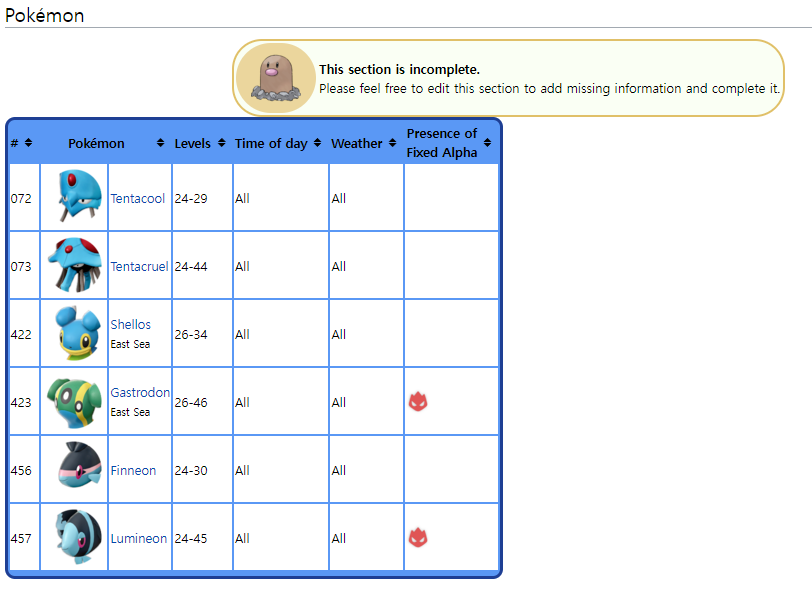 Pokémon
This section is incomplete.
Please feel free to edit this section to add missing information and complete it.
# Pokémon Levels Time of day Weather Presence of
Fixed Alpha
072 Tentacool 24-29 All All
073 Tentacruel 24-44 All All
422 Shellos
East Sea 26-34 All All
423 Gastrodon
East Sea 26-46 All All
456 Finneon 24-30 All All
457 Lumineon 24-45 All All